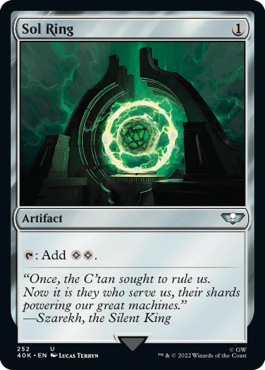 Sol Ring 1
Artifact
: Add .
“Once, the C’tan sought to rule us.
Now it is they who serve us, their shards
powering our great machines.”
—Szarekh, the Silent King
252 U
40K • EN Lucas Terryn
© GW
™ & © 2022 Wizards of the Coast